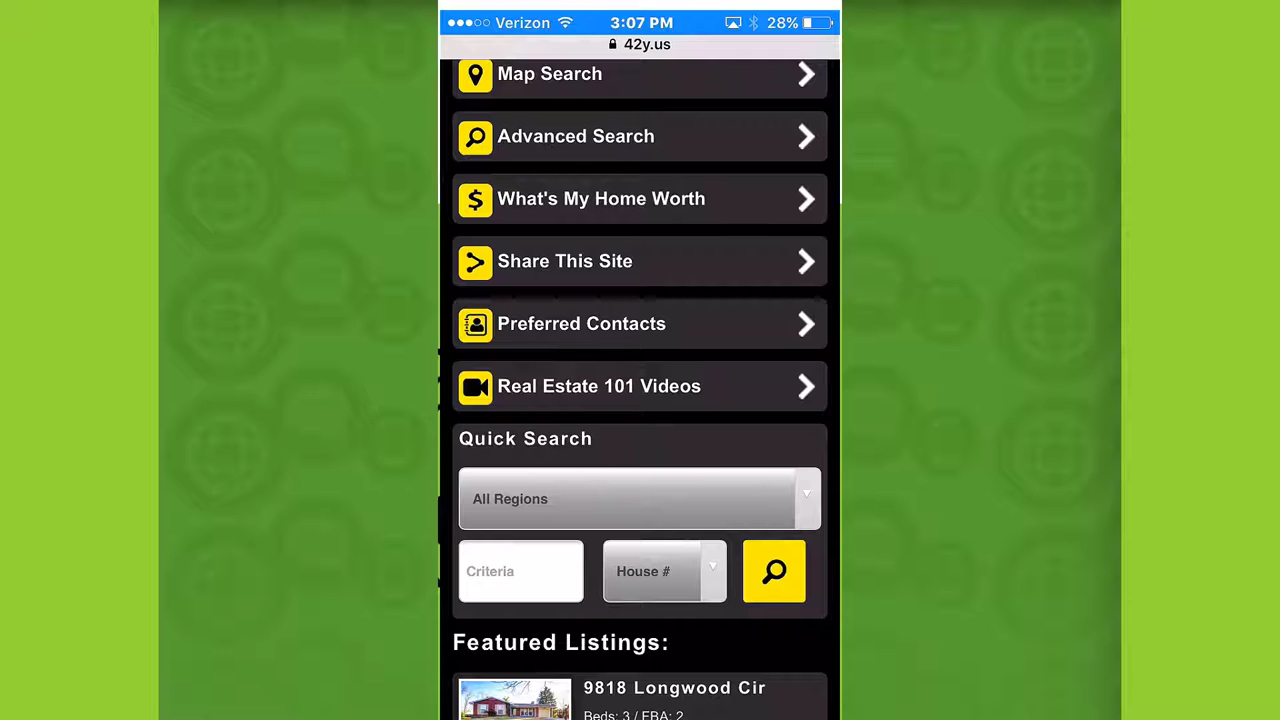 Verizon 3:07 PM 28%
42y.us
Map Search
Advanced Search
What's My Home Worth
Share This Site
Preferred Contacts
Real Estate 101 Videos
Quick Search
All Regions
Criteria House #
Featured Listings:
9818 Longwood Cir
Beds: 3 / FBA: 2